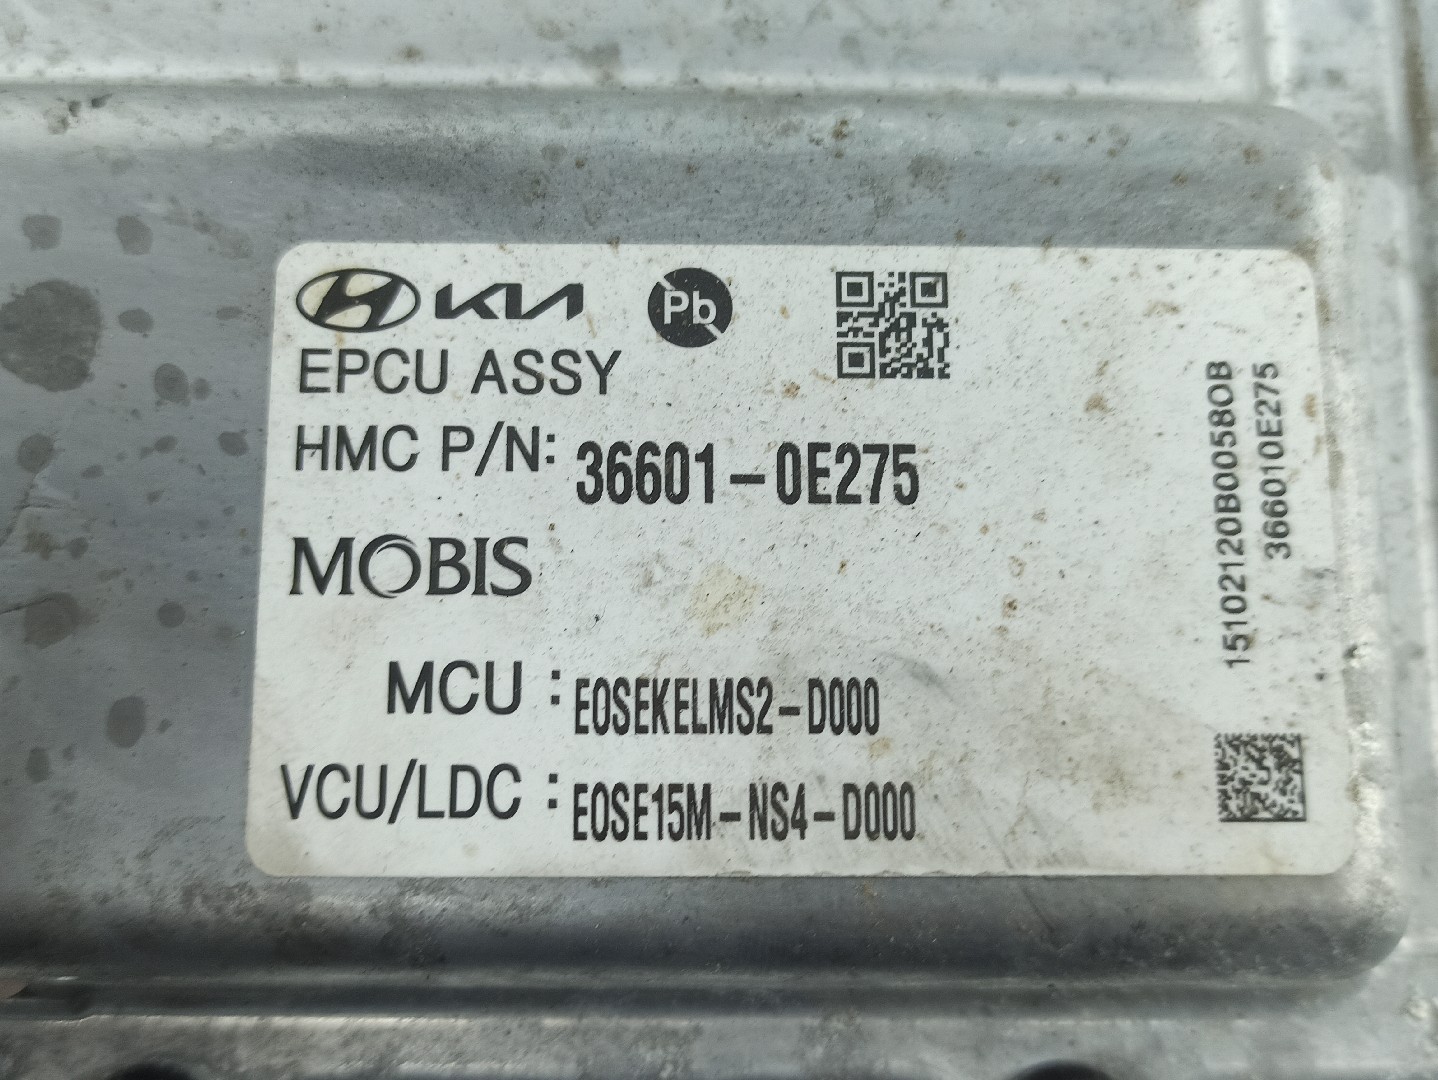 KIA
Pb
EPCU ASSY
HMC P/N: 36601-0E275
MOBIS
MCU : E0SEKELMS2-D000
VCU/LDC : E0SE15M-NS4-D000
15102120B00580B
366010E275